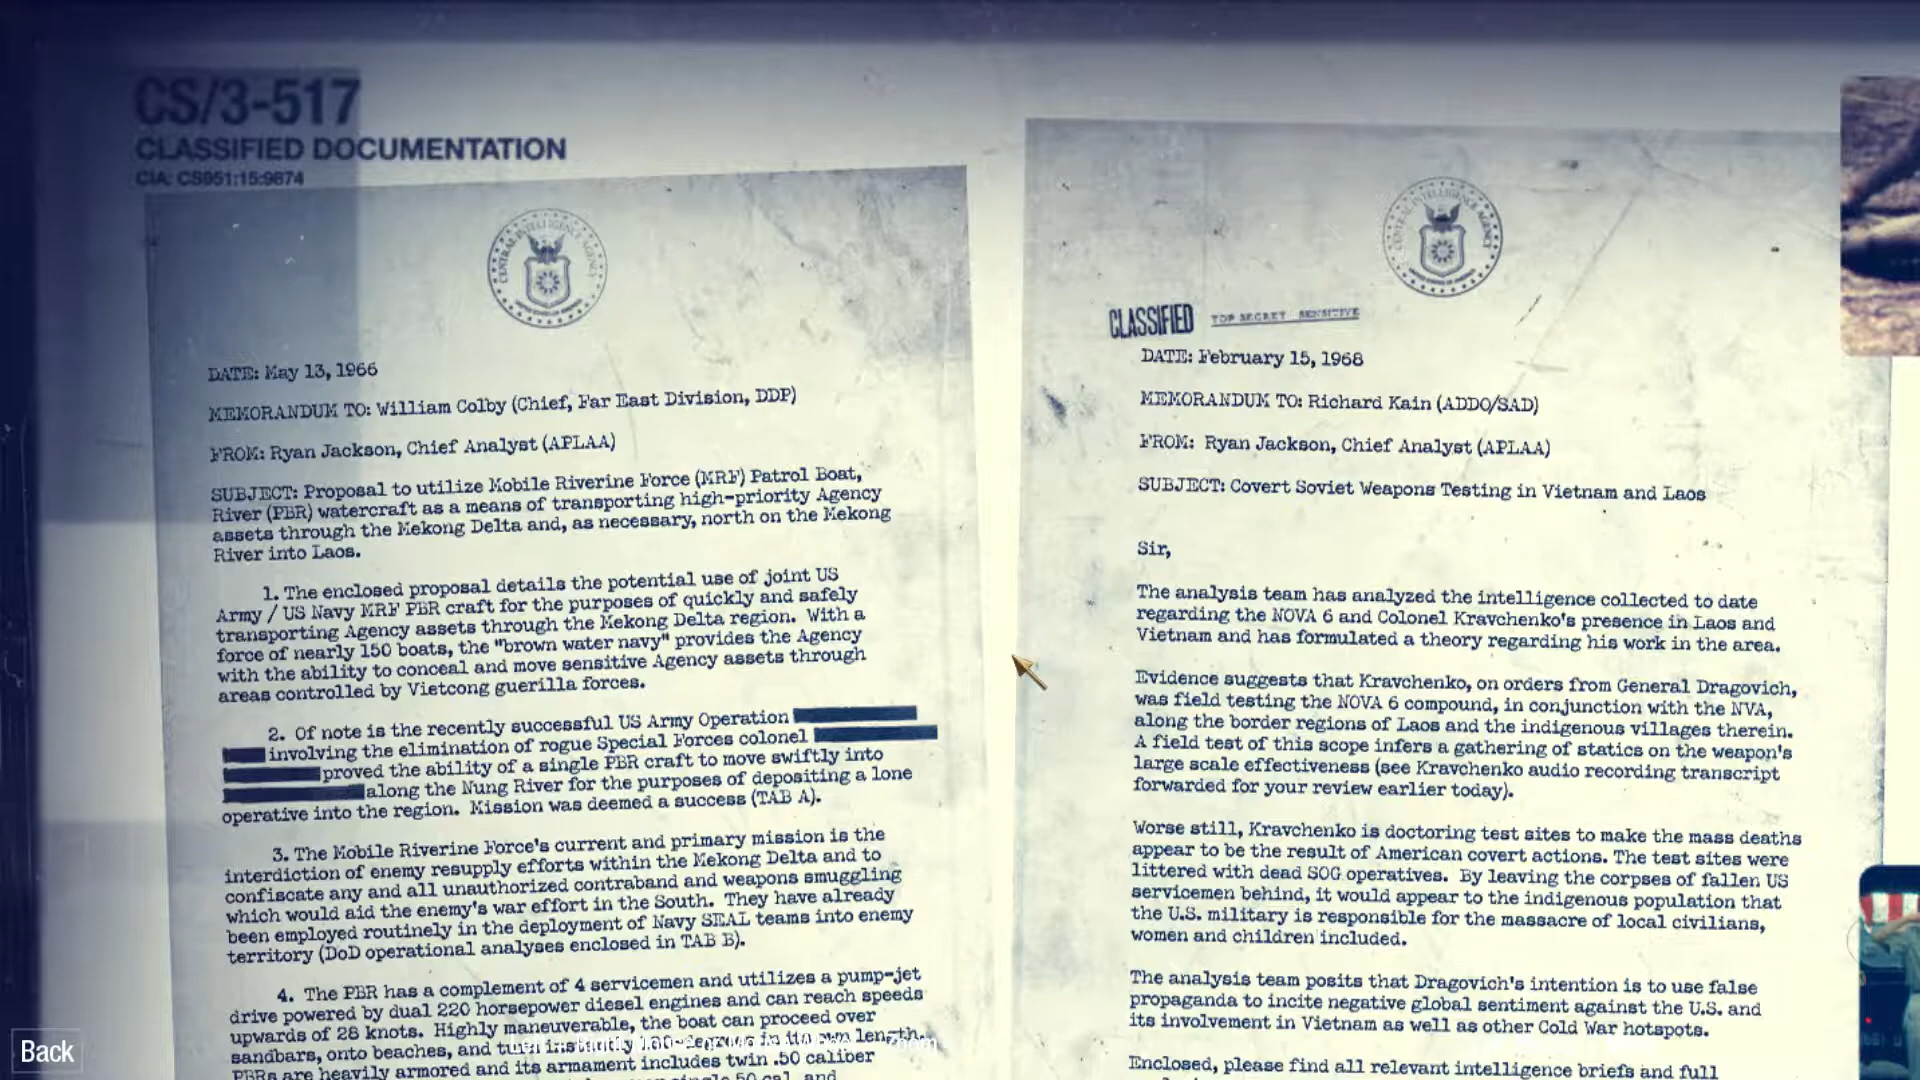 CS/3-517
CLASSIFIED DOCUMENTATION
CIA: CS951:15:9874
CENTRAL INTELLIGENCE AGENCY
UNITED STATES OF AMERICA
DATE: May 13, 1966
MEMORANDUM TO: William Colby (Chief, Far East Division, DDP)
FROM: Ryan Jackson, Chief Analyst (APLAA)
SUBJECT: Proposal to utilize Mobile Riverine Force (MRF) Patrol Boat,
River (PBR) watercraft as a means of transporting high-priority Agency
assets through the Mekong Delta and, as necessary, north on the Mekong
River into Laos.
1. The enclosed proposal details the potential use of joint US
Army / US Navy MRF PBR craft for the purposes of quickly and safely
transporting Agency assets through the Mekong Delta region. With a
force of nearly 150 boats, the "brown water navy" provides the Agency
with the ability to conceal and move sensitive Agency assets through
areas controlled by Vietcong guerilla forces.
2. Of note is the recently successful US Army Operation
involving the elimination of rogue Special Forces colonel
proved the ability of a single PBR craft to move swiftly into
along the Nung River for the purposes of depositing a lone
operative into the region. Mission was deemed a success (TAB A).
3. The Mobile Riverine Force's current and primary mission is the
interdiction of enemy resupply efforts within the Mekong Delta and to
confiscate any and all unauthorized contraband and weapons smuggling
which would aid the enemy's war effort in the South. They have already
been employed routinely in the deployment of Navy SEAL teams into enemy
territory (DoD operational analyses enclosed in TAB B).
4. The PBR has a complement of 4 servicemen and utilizes a pump-jet
drive powered by dual 220 horsepower diesel engines and can reach speeds
upwards of 28 knots. Highly maneuverable, the boat can proceed over
sandbars, onto beaches, and turn instantly its own length.
PBRs are heavily armored and its armament includes twin .50 caliber
single .50 cal. and
CENTRAL INTELLIGENCE AGENCY
UNITED STATES OF AMERICA
CLASSIFIED TOP SECRET SENSITIVE
DATE: February 15, 1968
MEMORANDUM TO: Richard Kain (ADDO/SAD)
FROM: Ryan Jackson, Chief Analyst (APLAA)
SUBJECT: Covert Soviet Weapons Testing in Vietnam and Laos
Sir,
The analysis team has analyzed the intelligence collected to date
regarding the NOVA 6 and Colonel Kravchenko's presence in Laos and
Vietnam and has formulated a theory regarding his work in the area.
Evidence suggests that Kravchenko, on orders from General Dragovich,
was field testing the NOVA 6 compound, in conjunction with the NVA,
along the border regions of Laos and the indigenous villages therein.
A field test of this scope infers a gathering of statics on the weapon's
large scale effectiveness (see Kravchenko audio recording transcript
forwarded for your review earlier today).
Worse still, Kravchenko is doctoring test sites to make the mass deaths
appear to be the result of American covert actions. The test sites were
littered with dead SOG operatives. By leaving the corpses of fallen US
servicemen behind, it would appear to the indigenous population that
the U.S. military is responsible for the massacre of local civilians,
women and children included.
The analysis team posits that Dragovich's intention is to use false
propaganda to incite negative global sentiment against the U.S. and
its involvement in Vietnam as well as other Cold War hotspots.
Enclosed, please find all relevant intelligence briefs and full
Back